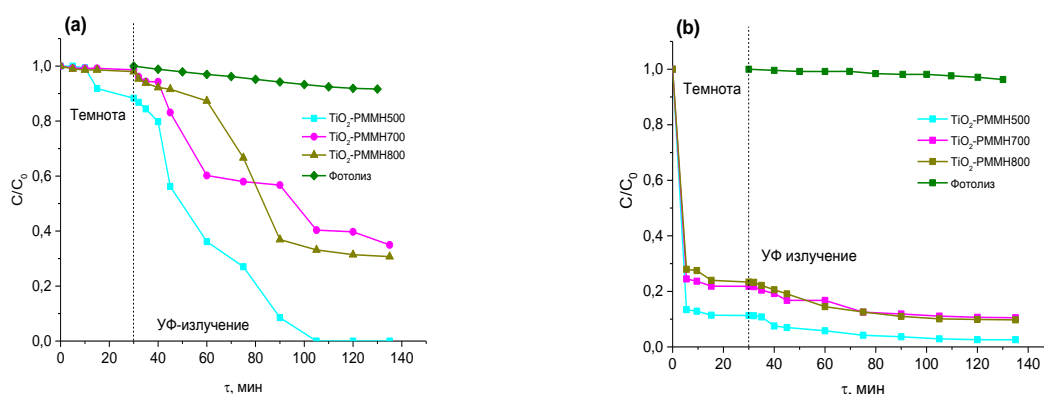 (a)
1,0
0,8
0,6
0,4
0,2
0,0
C/C₀
0 20 40 60 80 100 120 140
τ, мин
Темнота
УФ-излучение
TiO₂-PMMH500
TiO₂-PMMH700
TiO₂-PMMH800
Фотолиз
(b)
1,0
0,8
0,6
0,4
0,2
0,0
C/C₀
0 20 40 60 80 100 120 140
τ, мин
Темнота
УФ излучение
TiO₂-PMMH500
TiO₂-PMMH700
TiO₂-PMMH800
Фотолиз